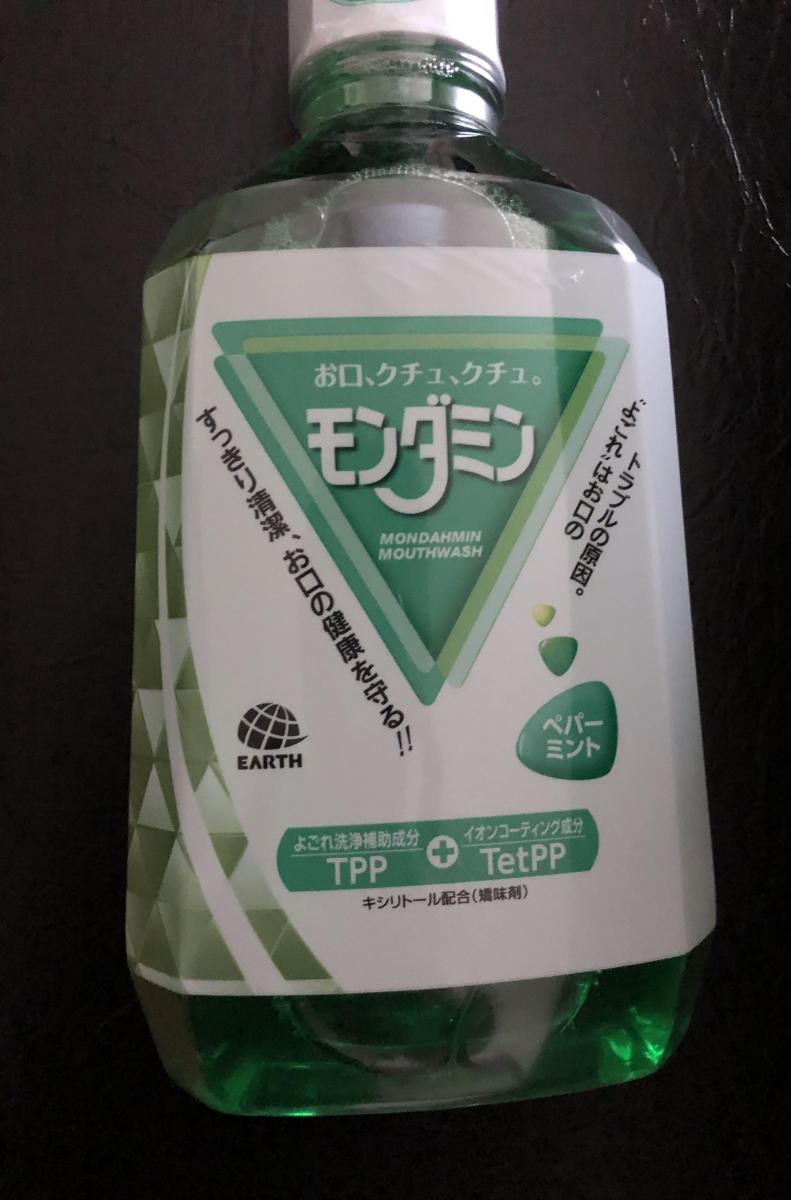 お口、クチュ、クチュ。
モンダミン
MONDAHMIN
MOUTHWASH
すっきり清潔、お口の健康を守る!!
"よごれ"はお口の
トラブルの原因。
ペパー
ミント
EARTH
よごれ洗浄補助成分
TPP
+
イオンコーティング成分
TetPP
キシリトール配合(矯味剤)